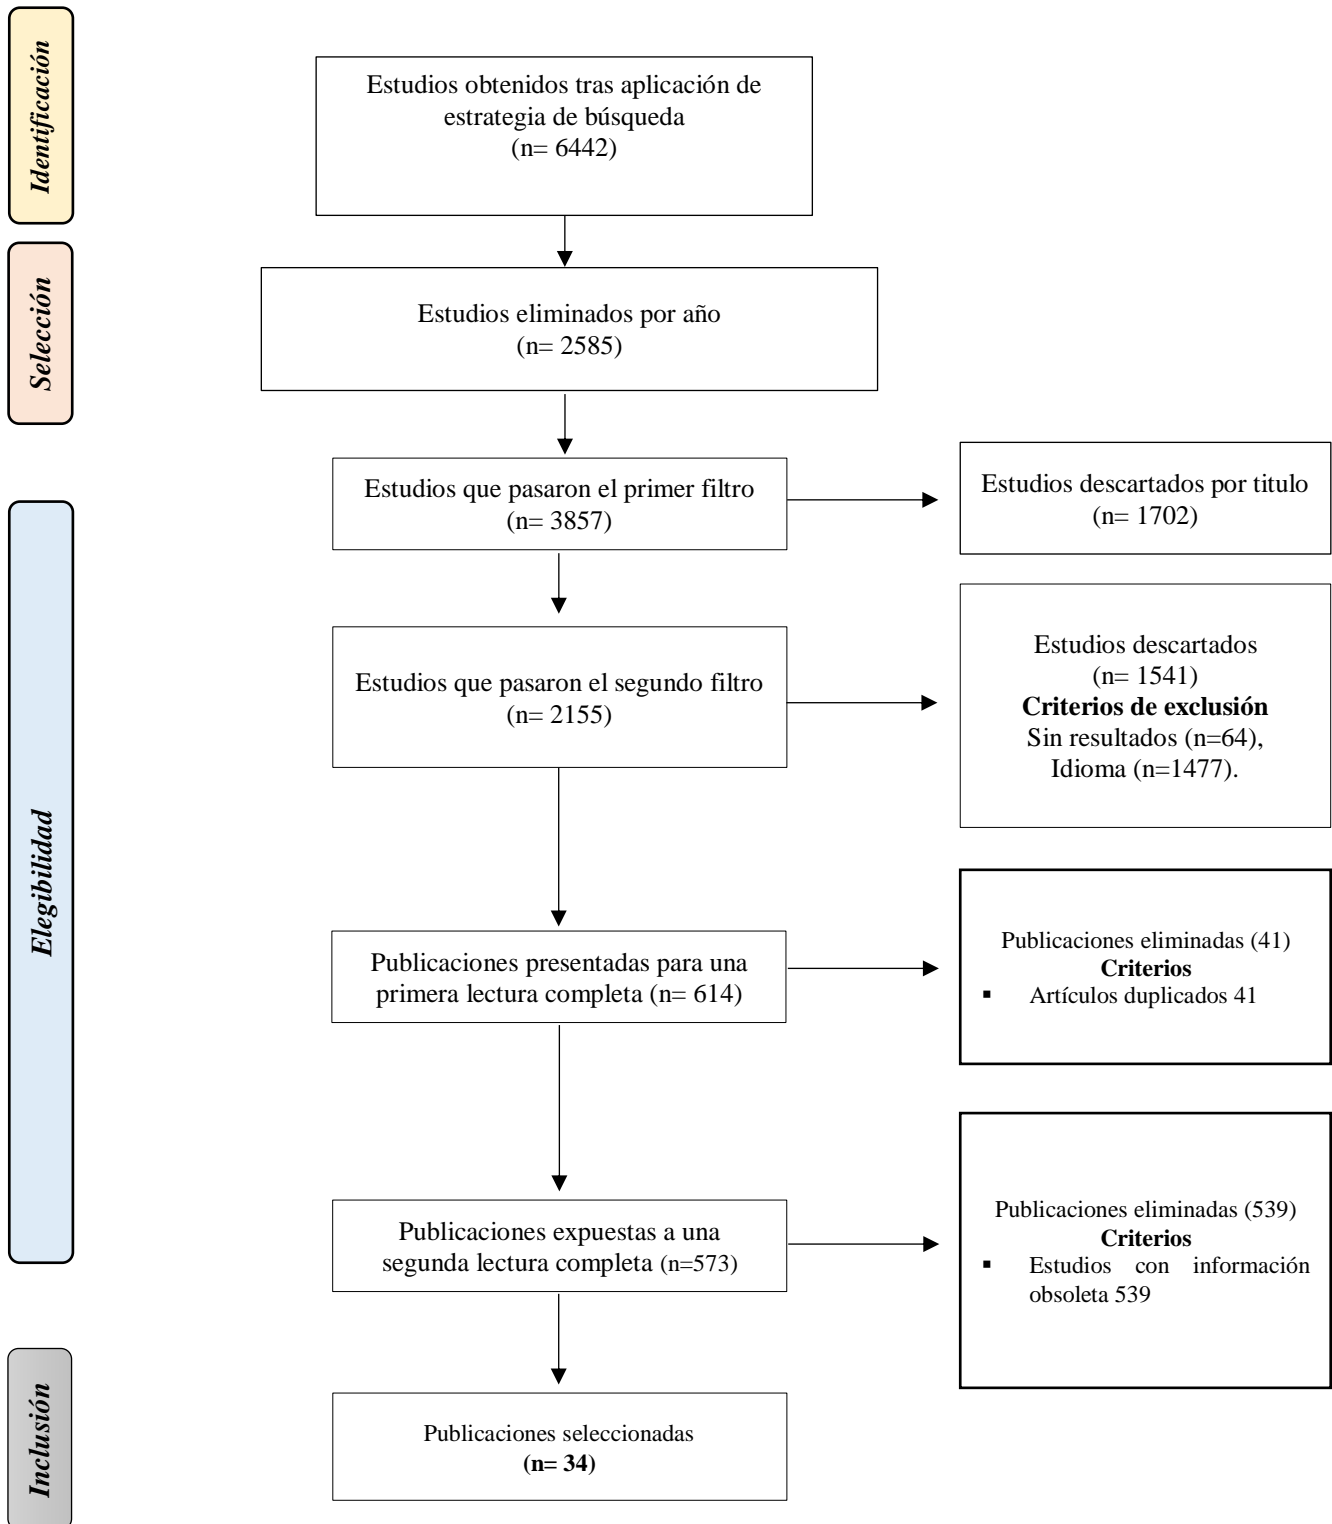 Identificación
Estudios obtenidos tras aplicación de
estrategia de búsqueda
(n= 6442)
Selección
Estudios eliminados por año
(n= 2585)
Elegibilidad
Estudios que pasaron el primer filtro
(n= 3857)
Estudios descartados por titulo
(n= 1702)
Estudios que pasaron el segundo filtro
(n= 2155)
Estudios descartados
(n= 1541)
Criterios de exclusión
Sin resultados (n=64),
Idioma (n=1477).
Publicaciones presentadas para una
primera lectura completa (n= 614)
Publicaciones eliminadas (41)
Criterios
▪ Artículos duplicados 41
Publicaciones expuestas a una
segunda lectura completa (n=573)
Publicaciones eliminadas (539)
Criterios
▪ Estudios con información
obsoleta 539
Inclusión
Publicaciones seleccionadas
(n= 34)